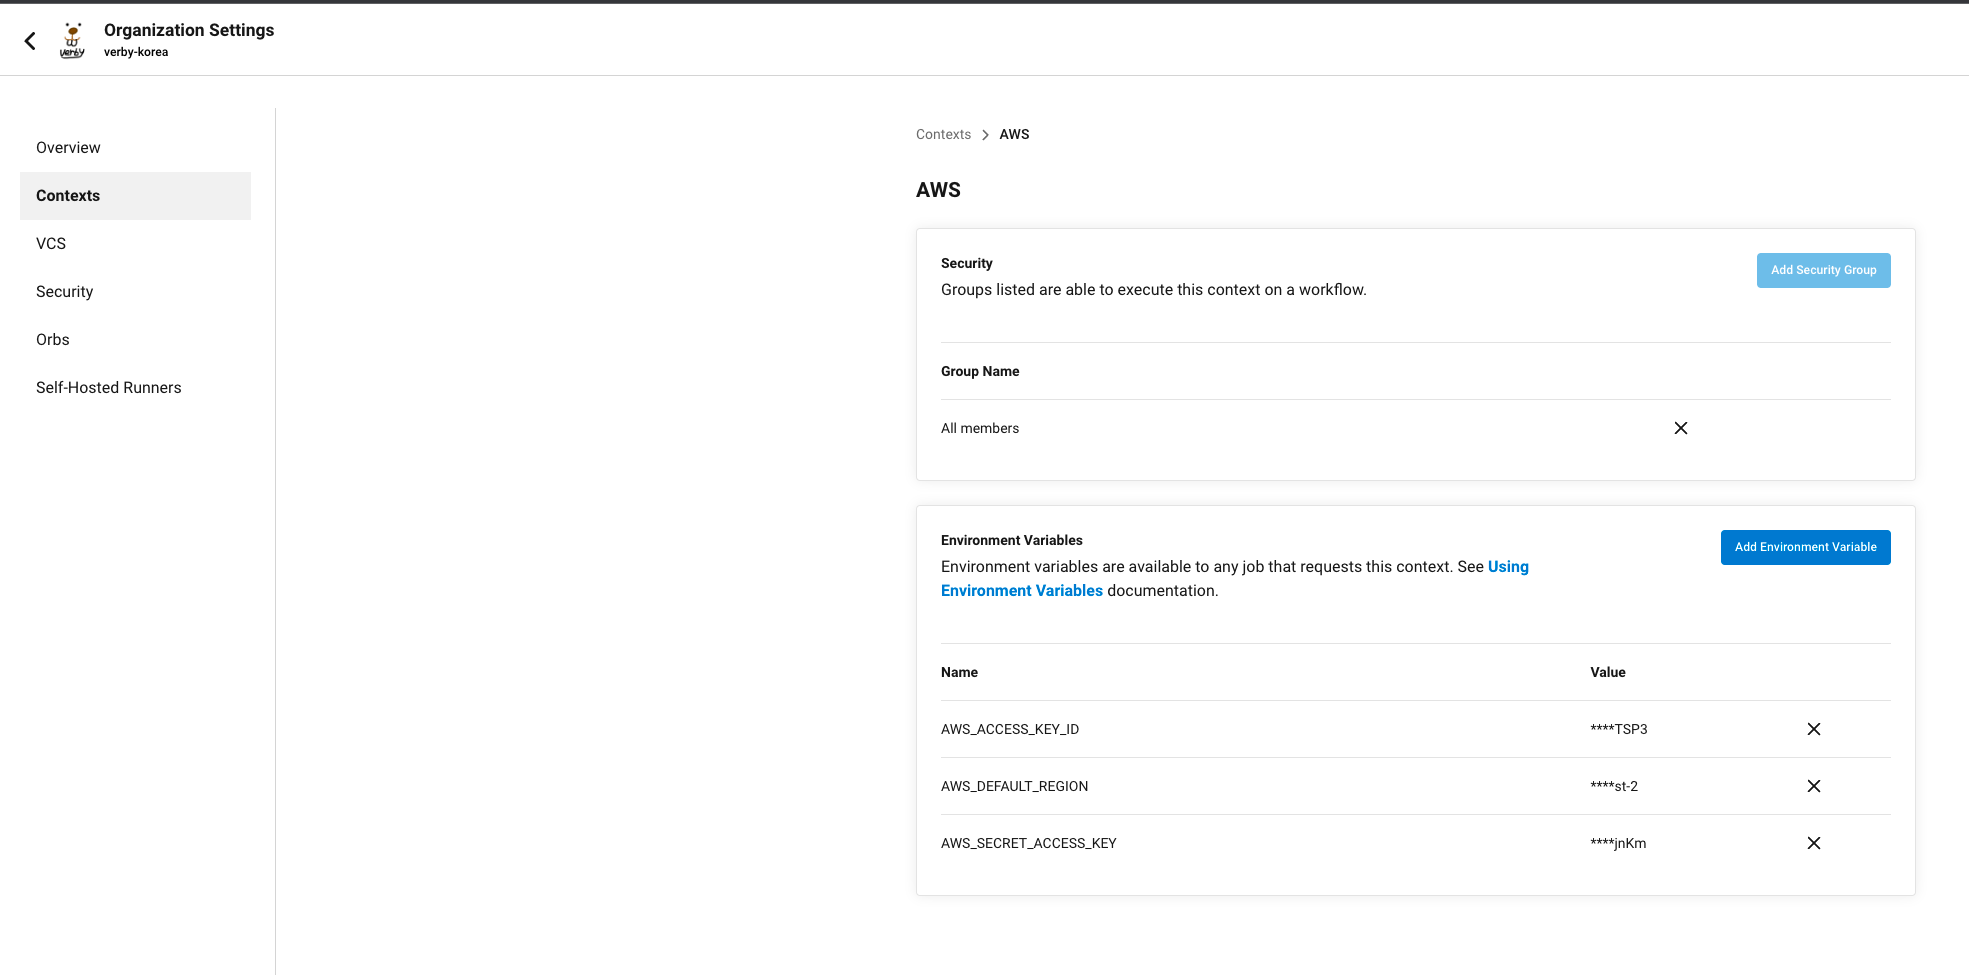 Organization Settings
verby-korea
verby
Overview
Contexts
VCS
Security
Orbs
Self-Hosted Runners
Contexts > AWS
AWS
Security
Add Security Group
Groups listed are able to execute this context on a workflow.
Group Name
All members
Environment Variables
Add Environment Variable
Environment variables are available to any job that requests this context. See Using
Environment Variables documentation.
Name Value
AWS_ACCESS_KEY_ID ****TSP3
AWS_DEFAULT_REGION ****st-2
AWS_SECRET_ACCESS_KEY ****jnKm